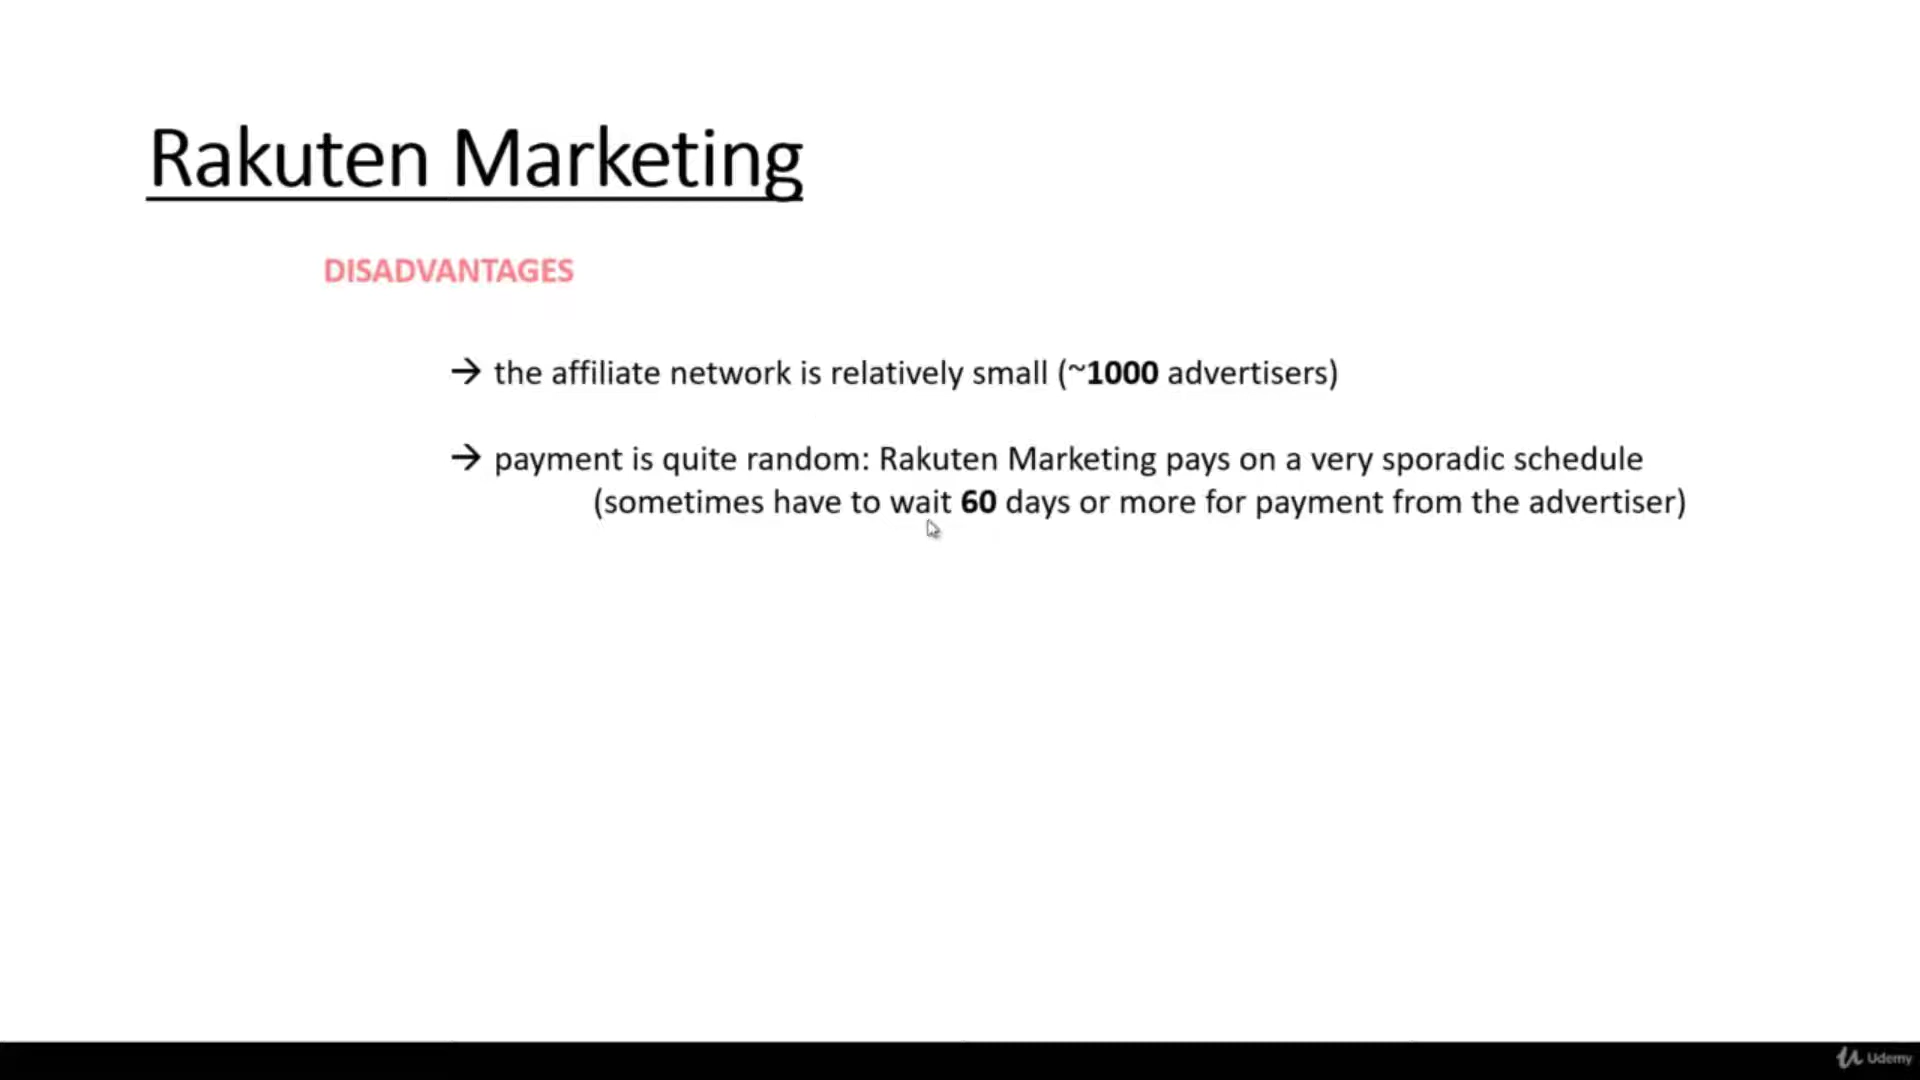 Rakuten Marketing
DISADVANTAGES
→ the affiliate network is relatively small (~1000 advertisers)
→ payment is quite random: Rakuten Marketing pays on a very sporadic schedule
(sometimes have to wait 60 days or more for payment from the advertiser)
Udemy